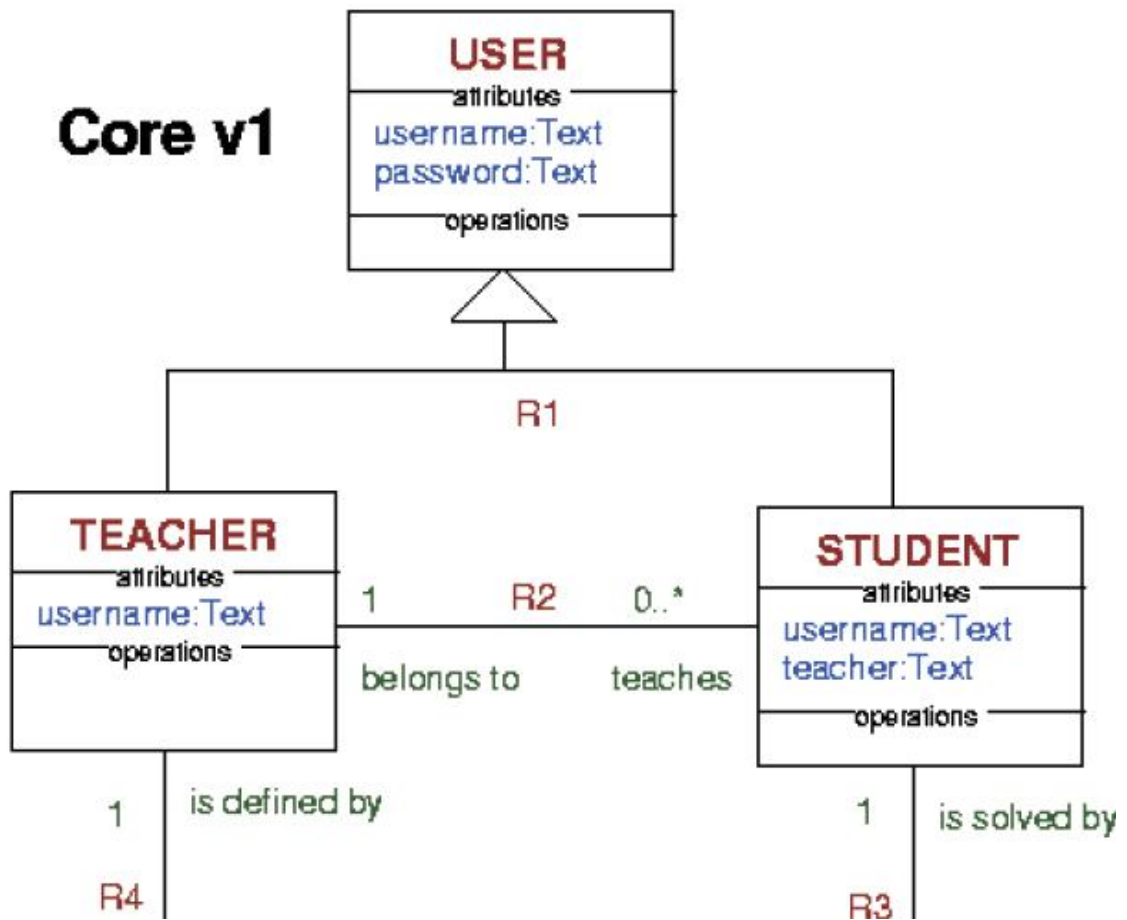 USER
attributes
Core v1
username:Text
password:Text
operations
R1
TEACHER
attributes
username:Text
operations
1 R2 0..*
belongs to teaches
STUDENT
attributes
username:Text
teacher:Text
operations
1 is defined by
R4
1 is solved by
R3